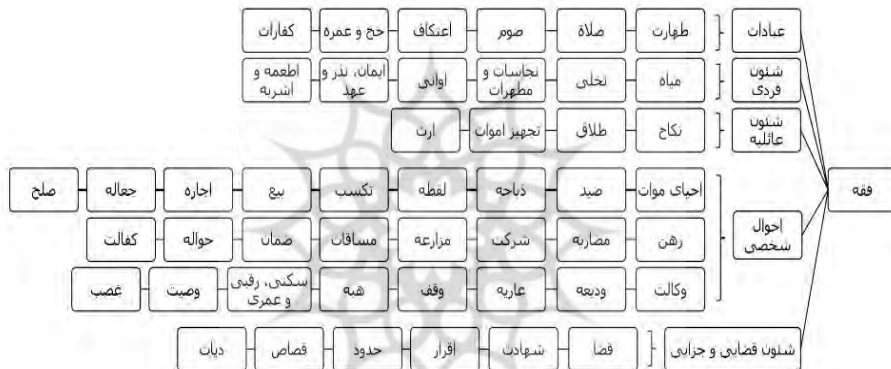 فقه
عبادات
طهارت
صلاة
صوم
اعتکاف
حج و عمره
کفارات
شئون
فردی
میاه
تخلی
نجاسات و
مطهرات
اوانی
ایمان، نذر و
عهد
اطعمه و
اشربه
شئون
عائلیه
نکاح
طلاق
تجهیز اموات
ارث
احوال
شخصی
احیای موات
صید
ذباحه
لقطه
تکسب
بیع
اجاره
جعاله
صلح
رهن
مضاربه
شرکت
مزارعه
مساقات
ضمان
حواله
کفالت
وکالت
ودیعه
عاریه
وقف
هبه
سکنی، رقبی
و عمری
وصیت
غصب
شئون قضایی و جزایی
قضا
شهادت
اقرار
حدود
قصاص
دیات